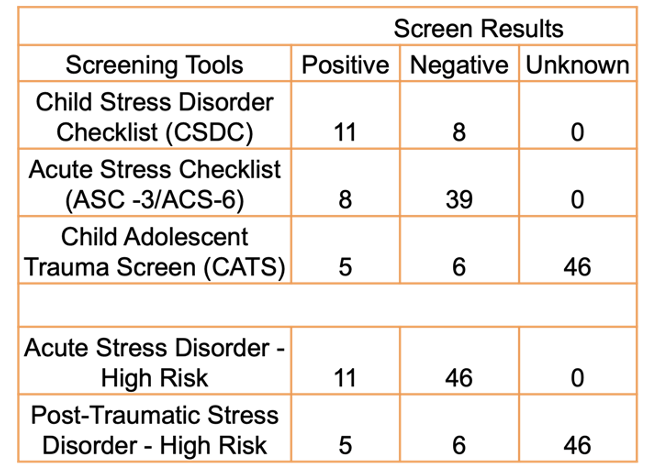 Screen Results
Screening Tools Positive Negative Unknown
Child Stress Disorder
Checklist (CSDC) 11 8 0
Acute Stress Checklist
(ASC -3/ACS-6) 8 39 0
Child Adolescent
Trauma Screen (CATS) 5 6 46
Acute Stress Disorder -
High Risk 11 46 0
Post-Traumatic Stress
Disorder - High Risk 5 6 46